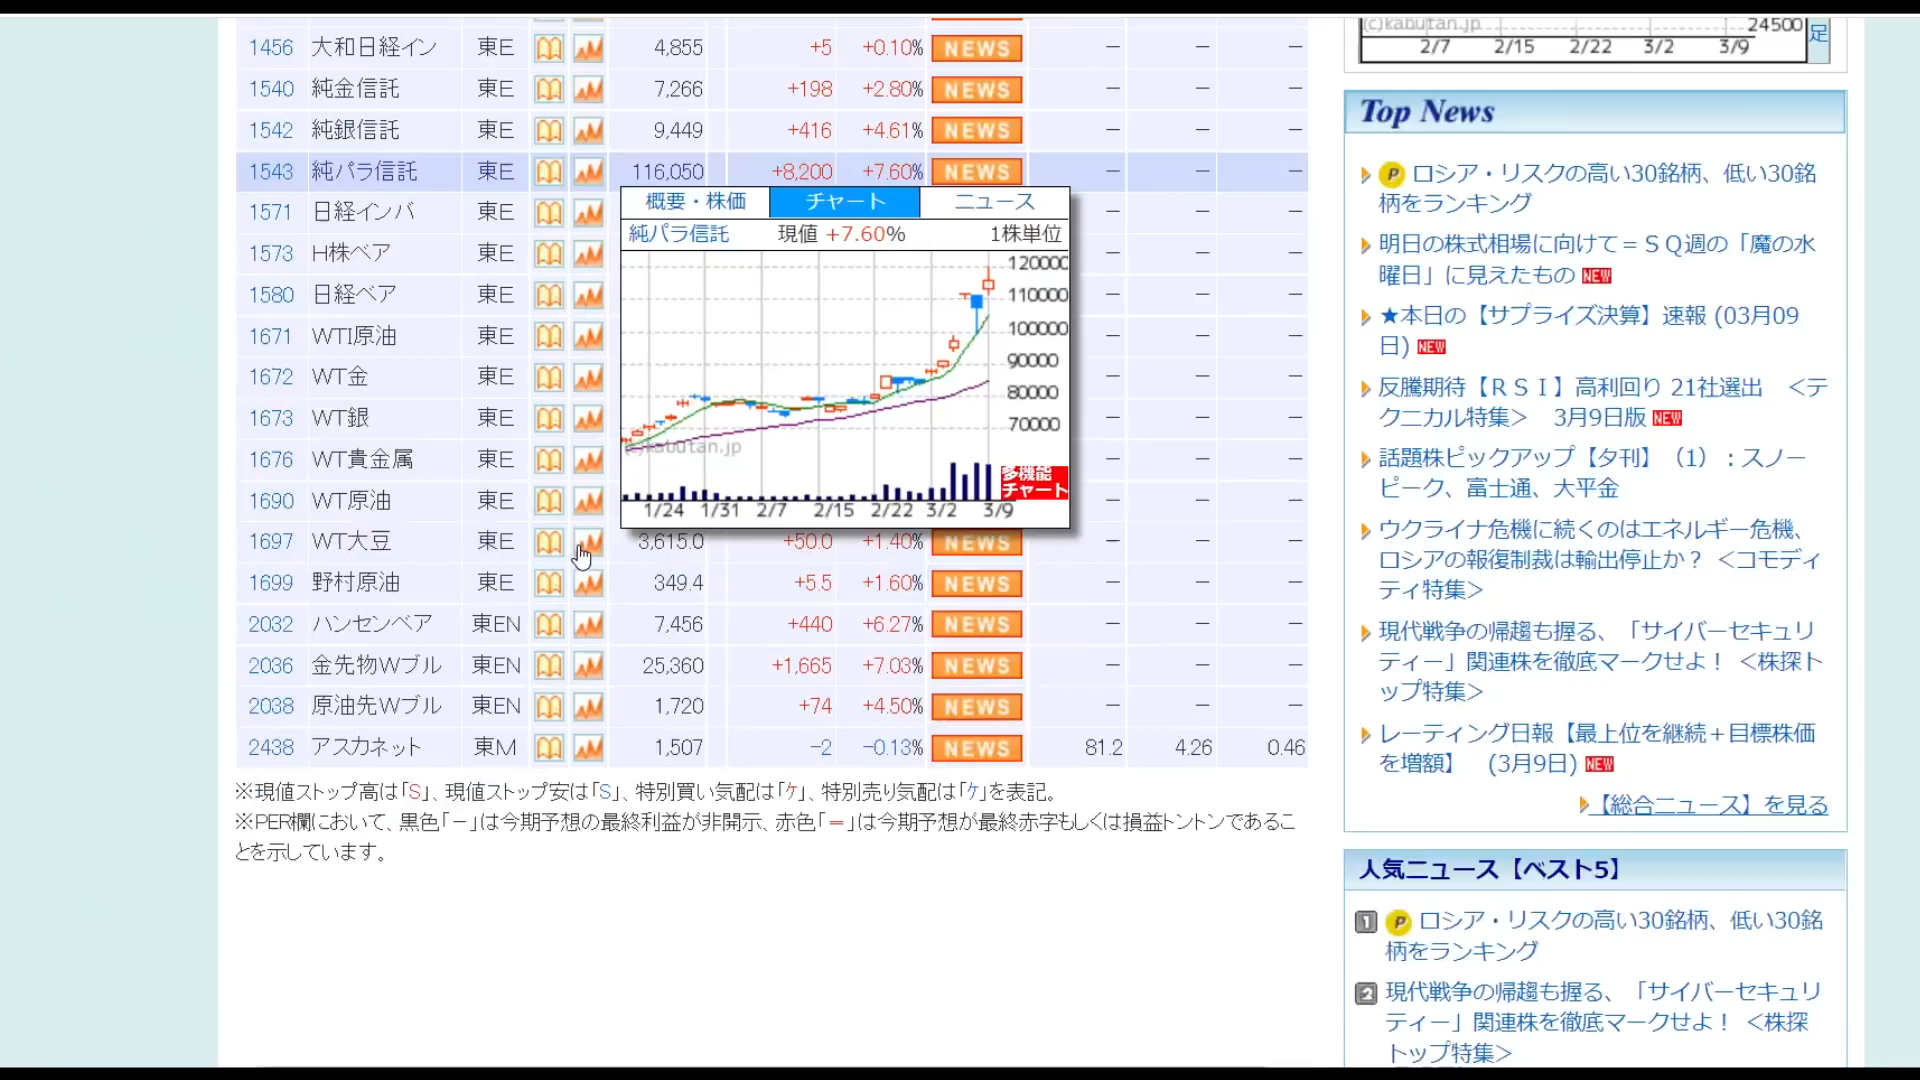 1456 大和日経イン 東E 4,855 +5 +0.10% NEWS － － －
1540 純金信託 東E 7,266 +198 +2.80% NEWS － － －
1542 純銀信託 東E 9,449 +416 +4.61% NEWS － － －
1543 純パラ信託 東E 116,050 +8,200 +7.60% NEWS － － －
1571 日経インバ 東E － － －
1573 H株ベア 東E － － －
1580 日経ベア 東E － － －
1671 WTI原油 東E － － －
1672 WT金 東E － － －
1673 WT銀 東E － － －
1676 WT貴金属 東E － － －
1690 WT原油 東E － － －
1697 WT大豆 東E 3,615.0 +50.0 +1.40% NEWS － － －
1699 野村原油 東E 349.4 +5.5 +1.60% NEWS － － －
2032 ハンセンベア 東EN 7,456 +440 +6.27% NEWS － － －
2036 金先物Wブル 東EN 25,360 +1,665 +7.03% NEWS － － －
2038 原油先Wブル 東EN 1,720 +74 +4.50% NEWS － － －
2438 アスカネット 東M 1,507 -2 -0.13% NEWS 81.2 4.26 0.46
概要・株価 チャート ニュース
純パラ信託 現値 +7.60% 1株単位
120000
110000
100000
90000
80000
70000
(c)kabutan.jp
多機能
チャート
1/24 1/31 2/7 2/15 2/22 3/2 3/9
※現値ストップ高は「S」、現値ストップ安は「S」、特別買い気配は「ケ」、特別売り気配は「ケ」を表記。
※PER欄において、黒色「－」は今期予想の最終利益が非開示、赤色「＝」は今期予想が最終赤字もしくは損益トントンであるこ
とを示しています。
(c)kabutan.jp 24500 足
2/7 2/15 2/22 3/2 3/9
Top News
P ロシア・リスクの高い30銘柄、低い30銘
柄をランキング
明日の株式相場に向けて＝ＳＱ週の「魔の水
曜日」に見えたもの NEW
★本日の【サプライズ決算】速報 (03月09
日) NEW
反騰期待【ＲＳＩ】高利回り 21社選出 ＜テ
クニカル特集＞ 3月9日版 NEW
話題株ピックアップ【夕刊】（1）：スノー
ピーク、富士通、大平金
ウクライナ危機に続くのはエネルギー危機、
ロシアの報復制裁は輸出停止か？ ＜コモディ
ティ特集＞
現代戦争の帰趨も握る、「サイバーセキュリ
ティー」関連株を徹底マークせよ！ ＜株探ト
ップ特集＞
レーティング日報【最上位を継続＋目標株価
を増額】 (3月9日) NEW
【総合ニュース】を見る
人気ニュース【ベスト5】
1 P ロシア・リスクの高い30銘柄、低い30銘
柄をランキング
2 現代戦争の帰趨も握る、「サイバーセキュリ
ティー」関連株を徹底マークせよ！ ＜株探
トップ特集＞